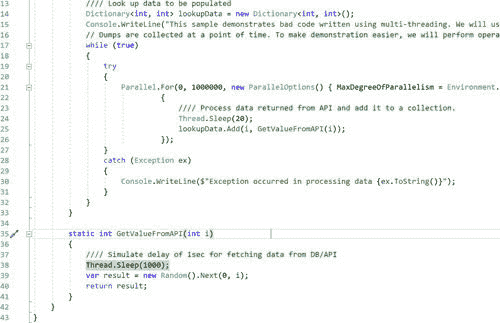 13 //// Look up data to be populated
14 Dictionary<int, int> lookupData = new Dictionary<int, int>();
15 Console.WriteLine("This sample demonstrates bad code written using multi-threading. We will us
16 // Dumps are collected at a point of time. To make demonstration easier, we will perform opera
17 while (true)
18 {
19 try
20 {
21 Parallel.For(0, 1000000, new ParallelOptions() { MaxDegreeOfParallelism = Environment.
22 {
23 //// Process data returned from API and add it to a collection.
24 Thread.Sleep(20);
25 lookupData.Add(i, GetValueFromAPI(i));
26 });
27 }
28 catch (Exception ex)
29 {
30 Console.WriteLine($"Exception occurred in processing data {ex.ToString()}");
31 }
32 }
33 }
34
35 static int GetValueFromAPI(int i)
36 {
37 //// Simulate delay of 1sec for fetching data from DB/API
38 Thread.Sleep(1000);
39 var result = new Random().Next(0, i);
40 return result;
41 }
42 }
43 }